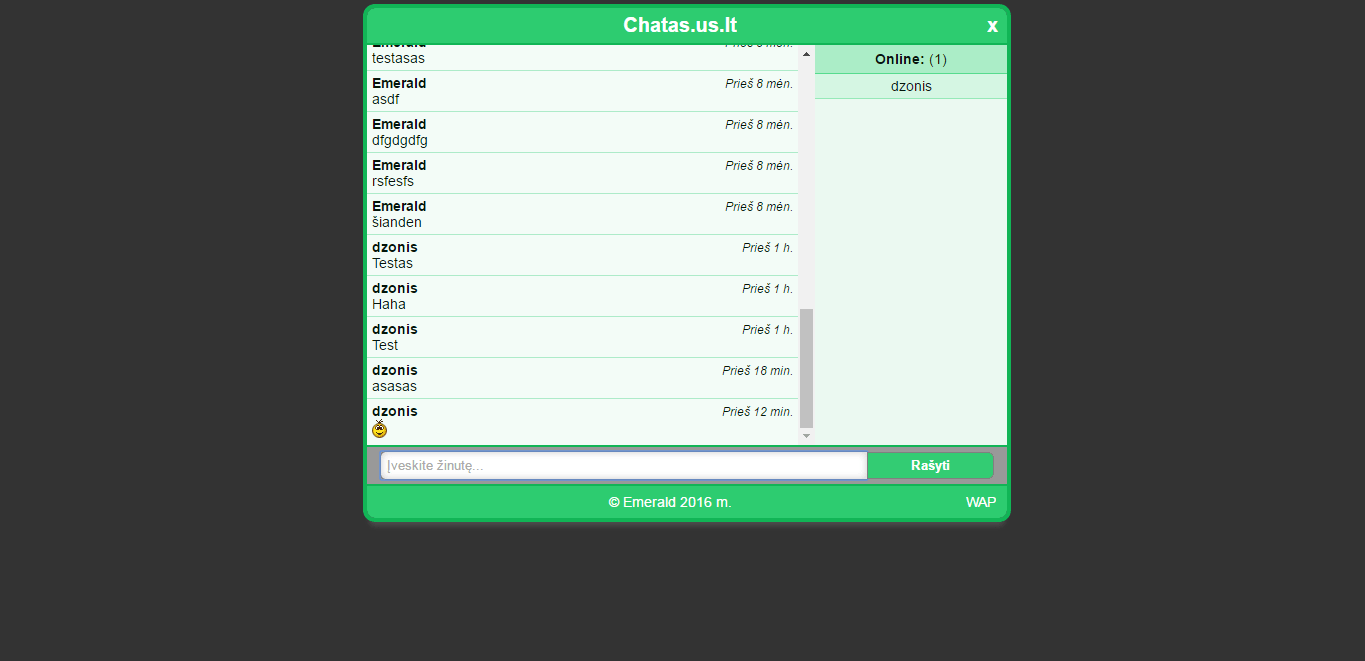 Chatas.us.lt
x
testasas
Online: (1)
dzonis
Emerald Prieš 8 mėn.
asdf
Emerald Prieš 8 mėn.
dfgdgdfg
Emerald Prieš 8 mėn.
rsfesfs
Emerald Prieš 8 mėn.
šianden
dzonis Prieš 1 h.
Testas
dzonis Prieš 1 h.
Haha
dzonis Prieš 1 h.
Test
dzonis Prieš 18 min.
asasas
dzonis Prieš 12 min.
Įveskite žinutę...
Rašyti
© Emerald 2016 m.
WAP